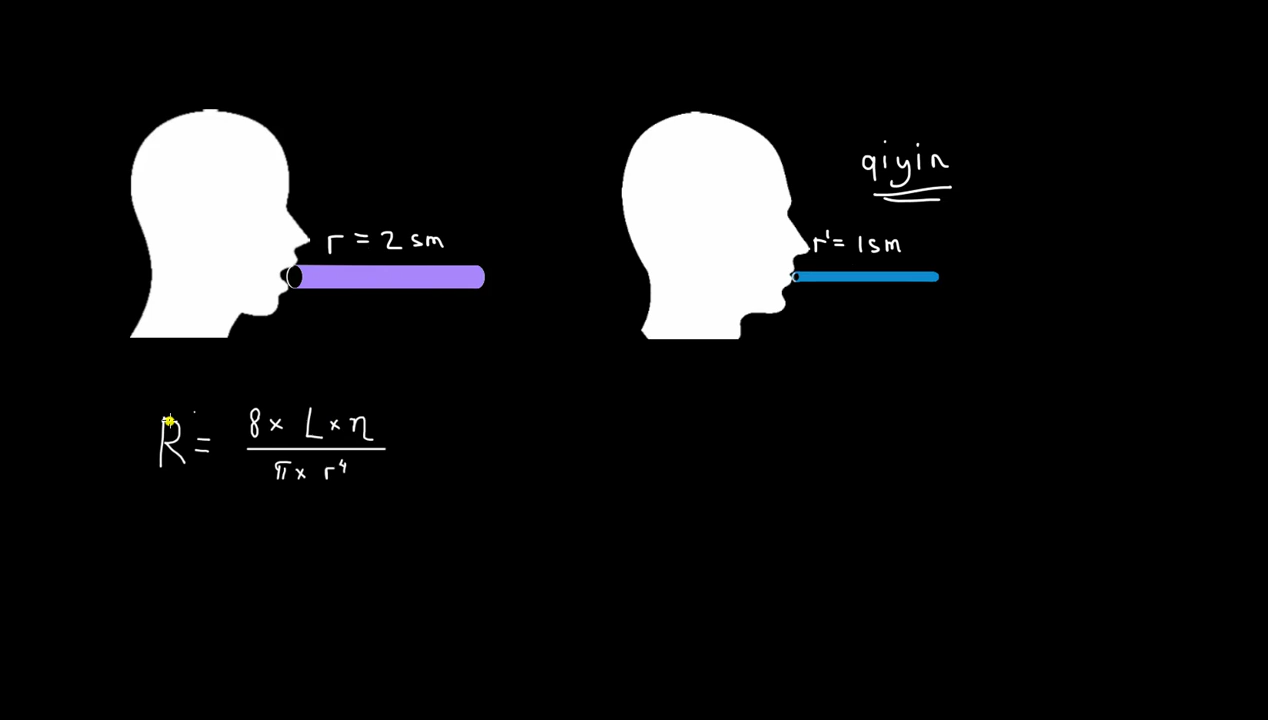 qiyin
r = 2 sm
r' = 1 sm
R = 8 × L × η / π × r⁴